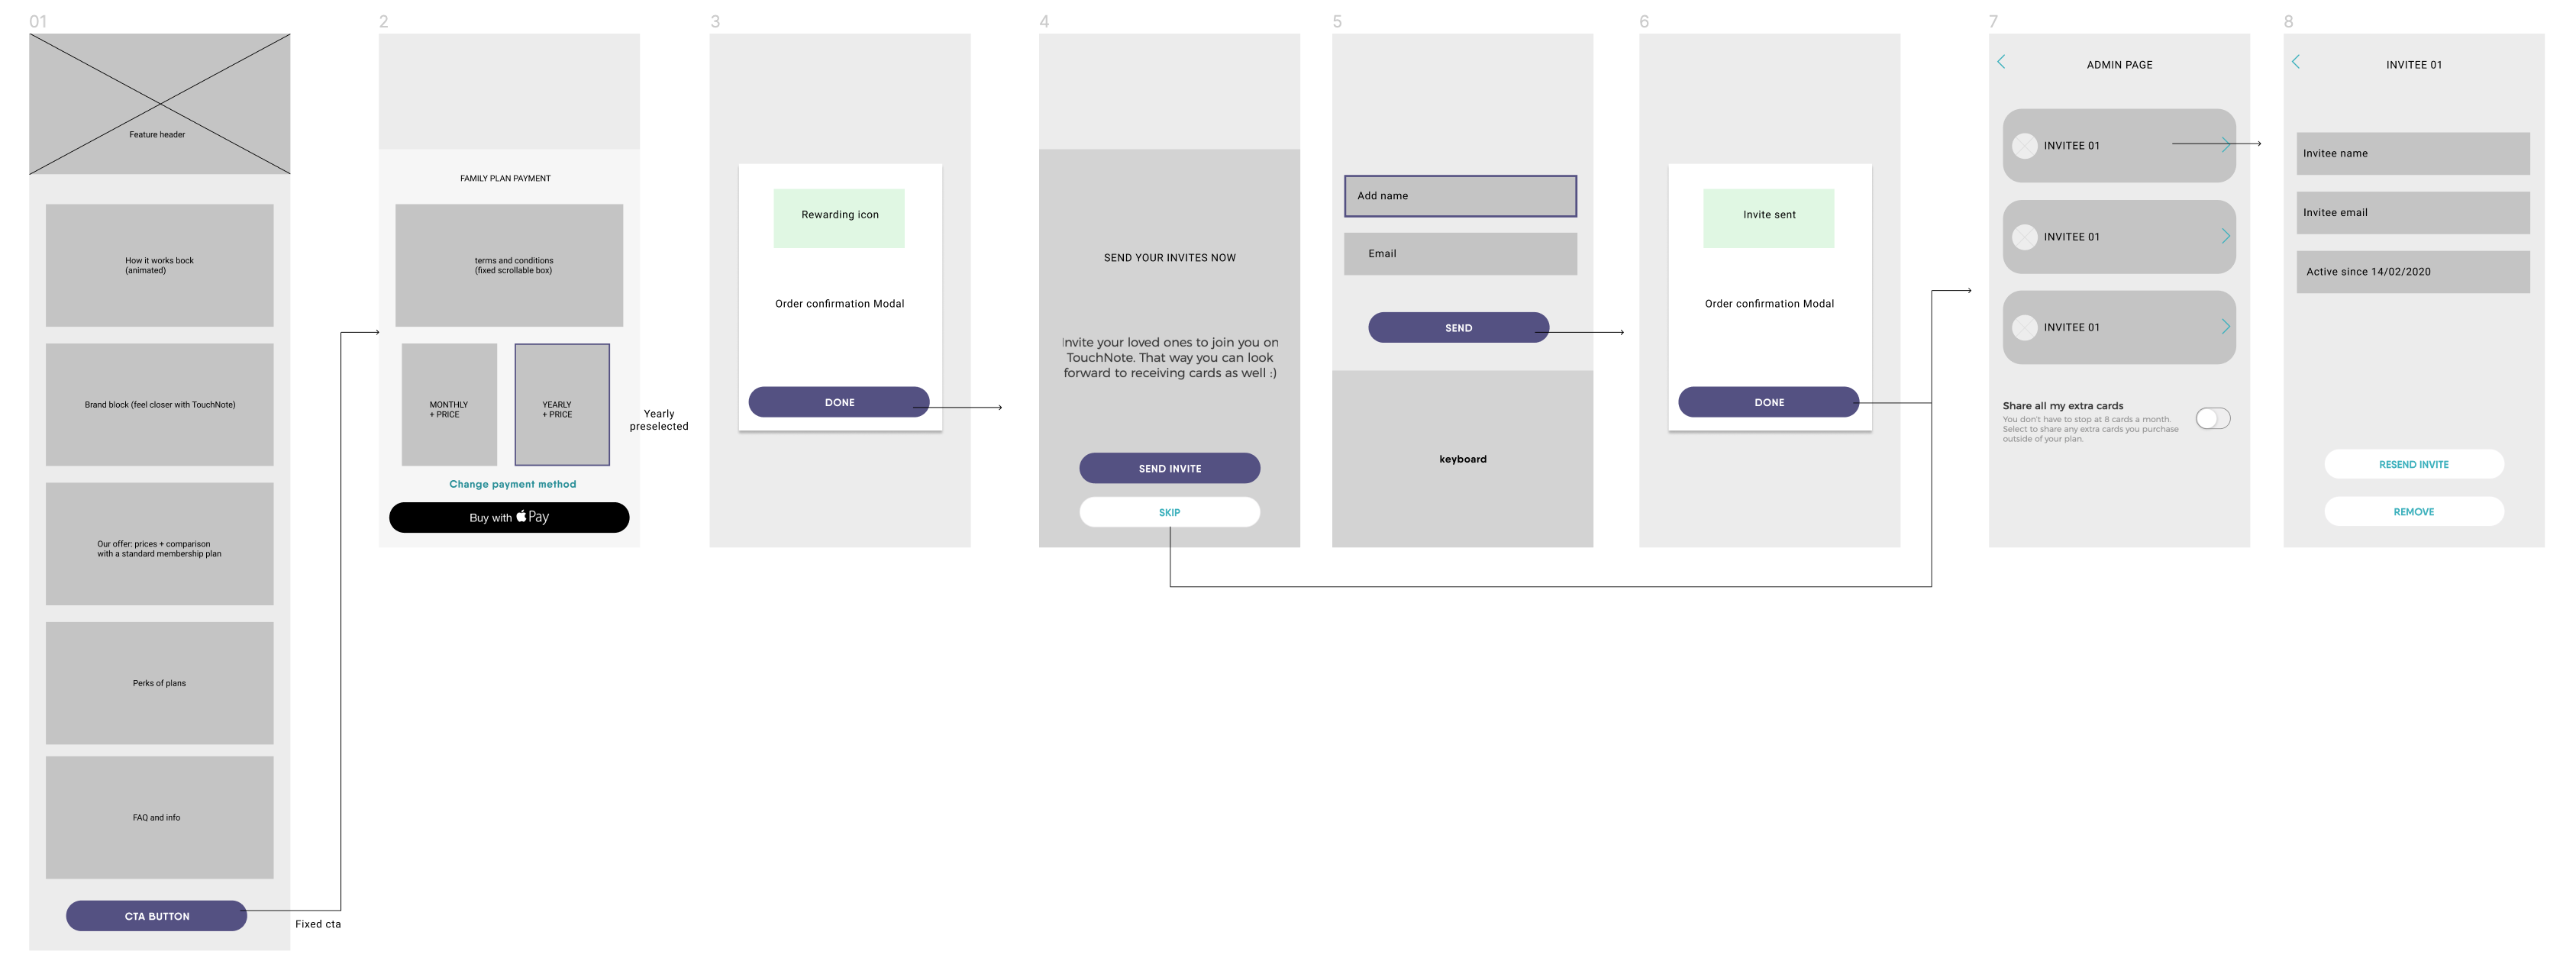 01
Feature header
How it works bock
(animated)
Brand block (feel closer with TouchNote)
Our offer: prices + comparison
with a standard membership plan
Perks of plans
FAQ and info
CTA BUTTON
Fixed cta
2
FAMILY PLAN PAYMENT
terms and conditions
(fixed scrollable box)
MONTHLY
+ PRICE
YEARLY
+ PRICE
Yearly
preselected
Change payment method
Buy with Pay
3
Rewarding icon
Order confirmation Modal
DONE
4
SEND YOUR INVITES NOW
Invite your loved ones to join you on
TouchNote. That way you can look
forward to receiving cards as well :)
SEND INVITE
SKIP
5
Add name
Email
SEND
keyboard
6
Invite sent
Order confirmation Modal
DONE
7
ADMIN PAGE
INVITEE 01
INVITEE 01
INVITEE 01
Share all my extra cards
You don't have to stop at 8 cards a month.
Select to share any extra cards you purchase
outside of your plan.
8
INVITEE 01
Invitee name
Invitee email
Active since 14/02/2020
RESEND INVITE
REMOVE